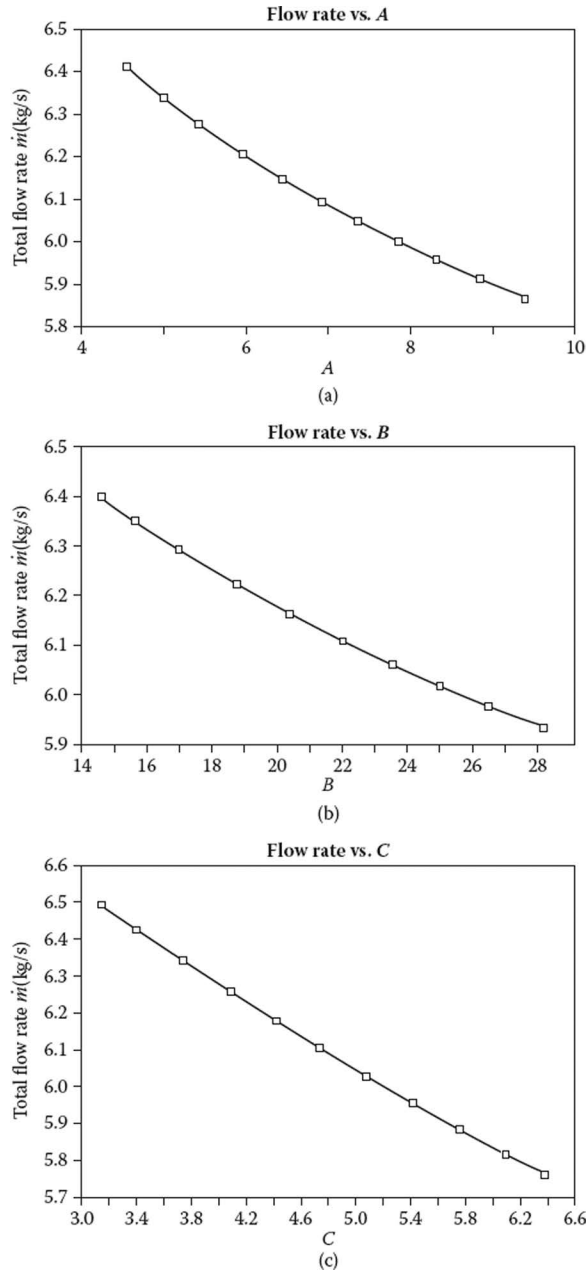 Flow rate vs. A
6.5
6.4
6.3
6.2
6.1
6.0
5.9
5.8
Total flow rate ṁ(kg/s)
4 6 8 10
A
(a)
Flow rate vs. B
6.5
6.4
6.3
6.2
6.1
6.0
5.9
Total flow rate ṁ(kg/s)
14 16 18 20 22 24 26 28
B
(b)
Flow rate vs. C
6.6
6.5
6.4
6.3
6.2
6.1
6.0
5.9
5.8
5.7
Total flow rate ṁ(kg/s)
3.0 3.4 3.8 4.2 4.6 5.0 5.4 5.8 6.2 6.6
C
(c)